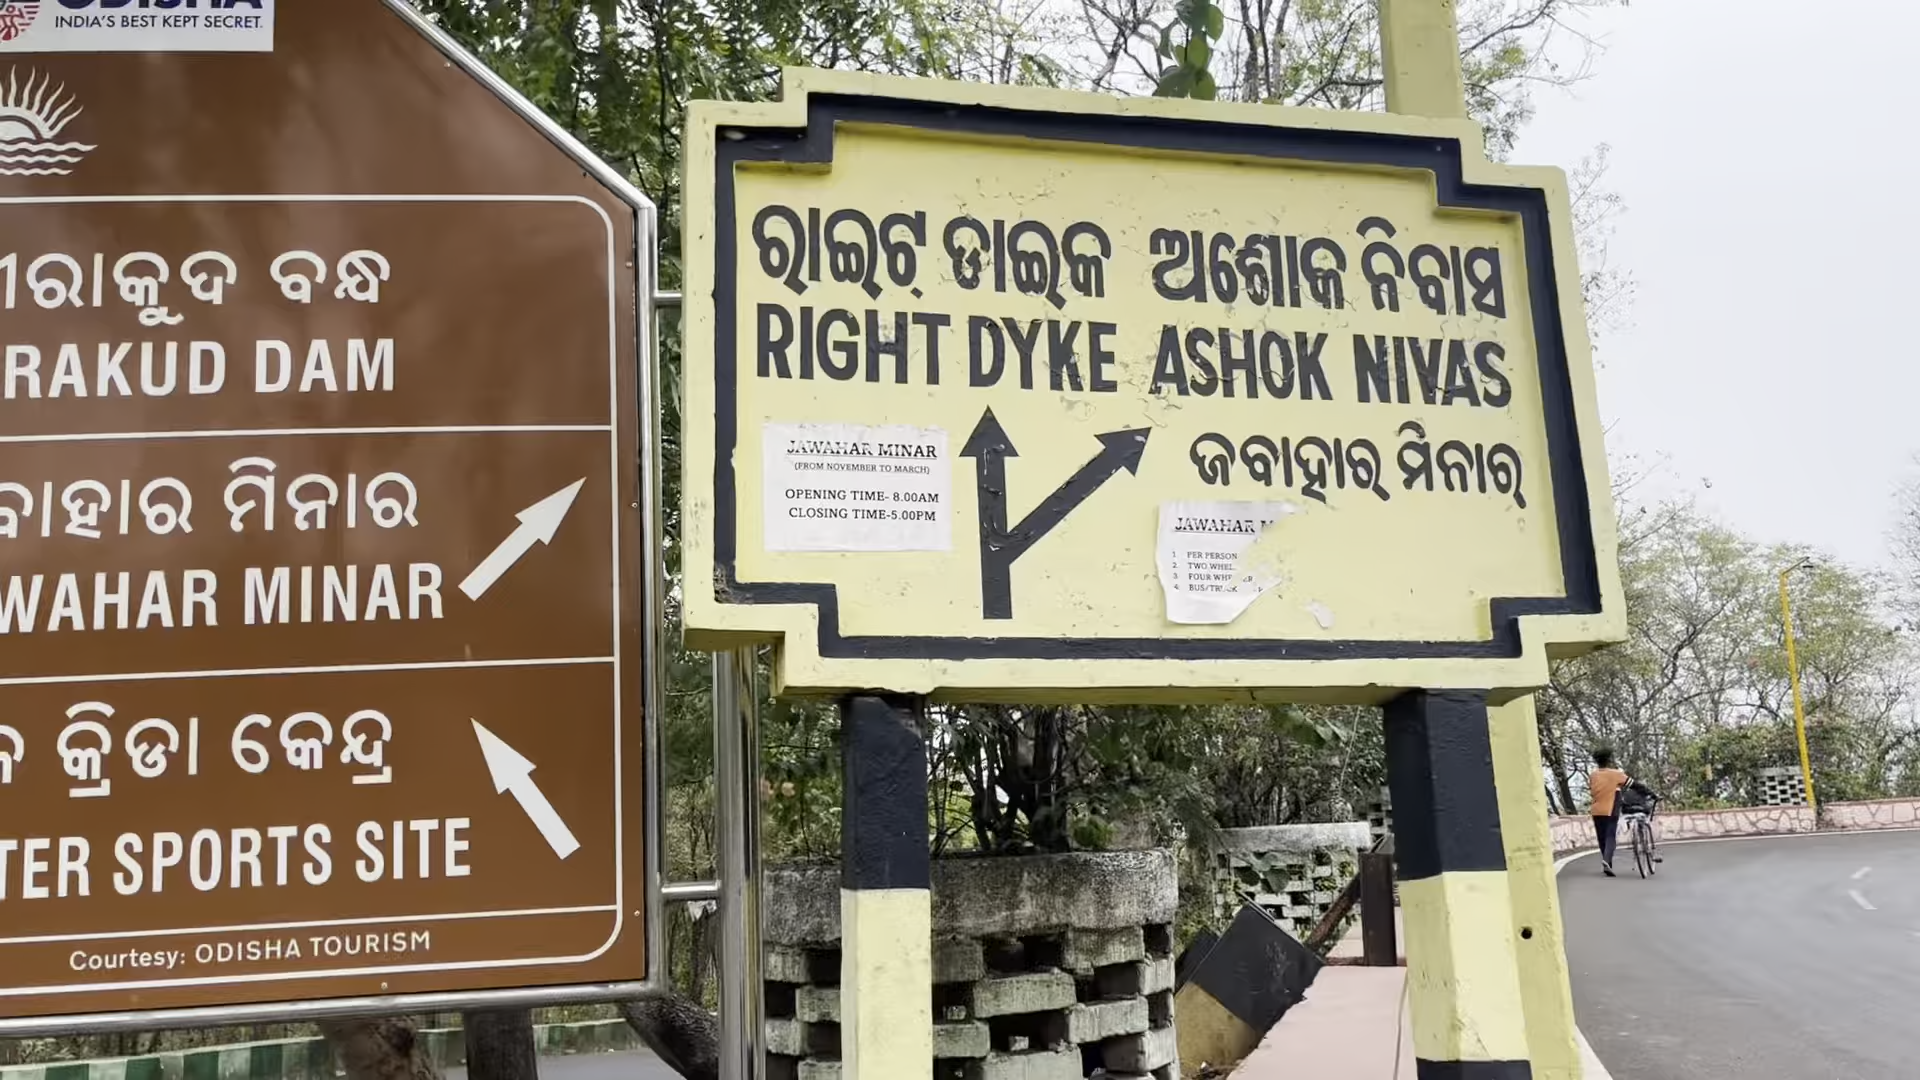 ODISHA
INDIA'S BEST KEPT SECRET.
ୀରାକୁଦ ବନ୍ଧ
RAKUD DAM
ବାହାର ମିନାର
WAHAR MINAR
କ୍ରିଡା କେନ୍ଦ୍ର
TER SPORTS SITE
Courtesy: ODISHA TOURISM
ରାଇଟ୍ ଡାଇକ ଅଶୋକ ନିବାସ
RIGHT DYKE ASHOK NIVAS
ଜବାହାର୍ ମିନାର୍
JAWAHAR MINAR
(FROM NOVEMBER TO MARCH)
OPENING TIME- 8.00AM
CLOSING TIME-5.00PM
JAWAHAR M
1. PER PERSON
2. TWO WHEL
3. FOUR WHE ER
4. BUS/TRUCK